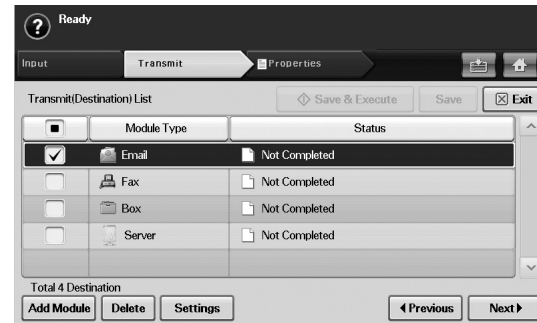 ? Ready
Input Transmit Properties
Transmit(Destination) List Save & Execute Save Exit
Module Type Status
Email Not Completed
Fax Not Completed
Box Not Completed
Server Not Completed
Total 4 Destination
Add Module Delete Settings Previous Next